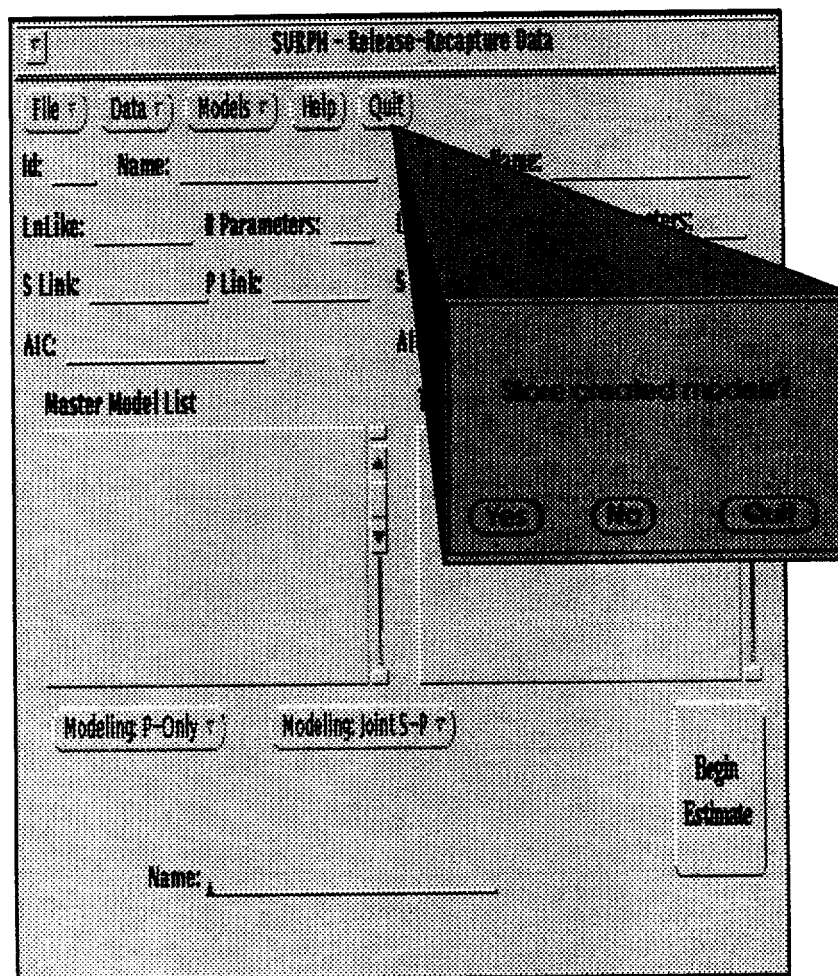 SURPH - Release-Recapture Data
File Data Models Help Quit
Id: Name: Name:
LnLike: # Parameters:
S Link: P Link: S
AIC:
Master Model List
Store created models?
Yes No Quit
Modeling: P-Only Modeling: Joint S-P
Begin
Estimate
Name: